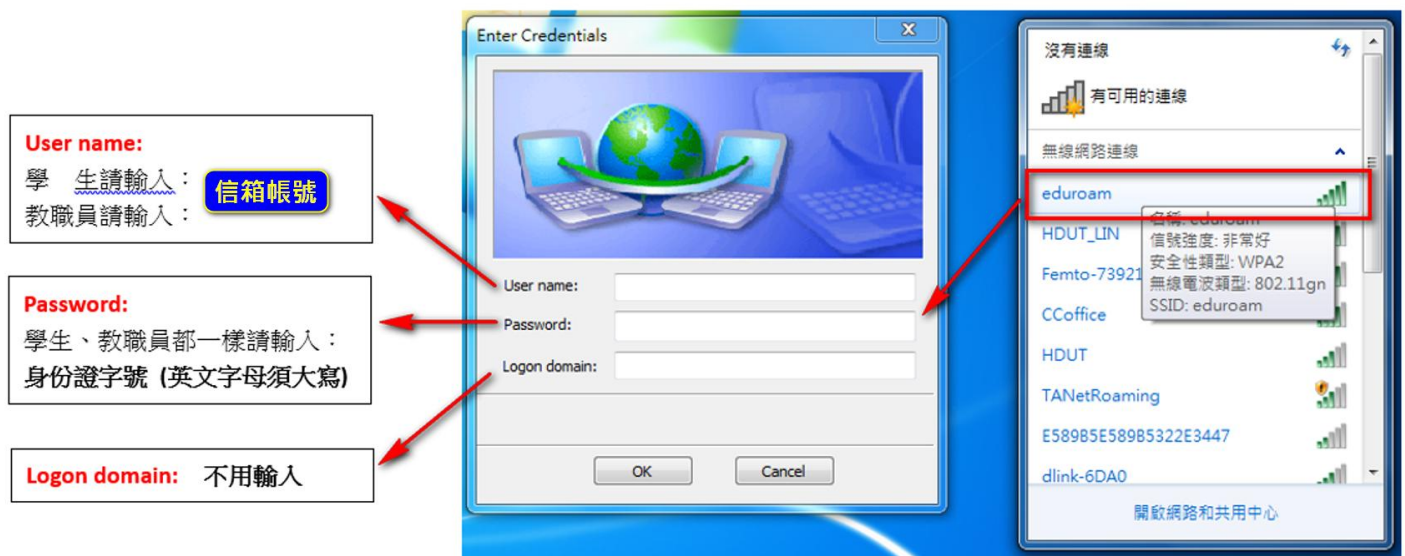 User name:
學 生請輸入：
教職員請輸入：
信箱帳號
Password:
學生、教職員都一樣請輸入：
身份證字號 (英文字母須大寫)
Logon domain: 不用輸入
Enter Credentials
User name:
Password:
Logon domain:
OK
Cancel
沒有連線
有可用的連線
無線網路連線
eduroam
名稱: eduroam
信號強度: 非常好
安全性類型: WPA2
無線電波類型: 802.11gn
SSID: eduroam
HDUT_LIN
Femto-73921
CCoffice
HDUT
TANetRoaming
E589B5E589B5322E3447
dlink-6DA0
開啟網路和共用中心